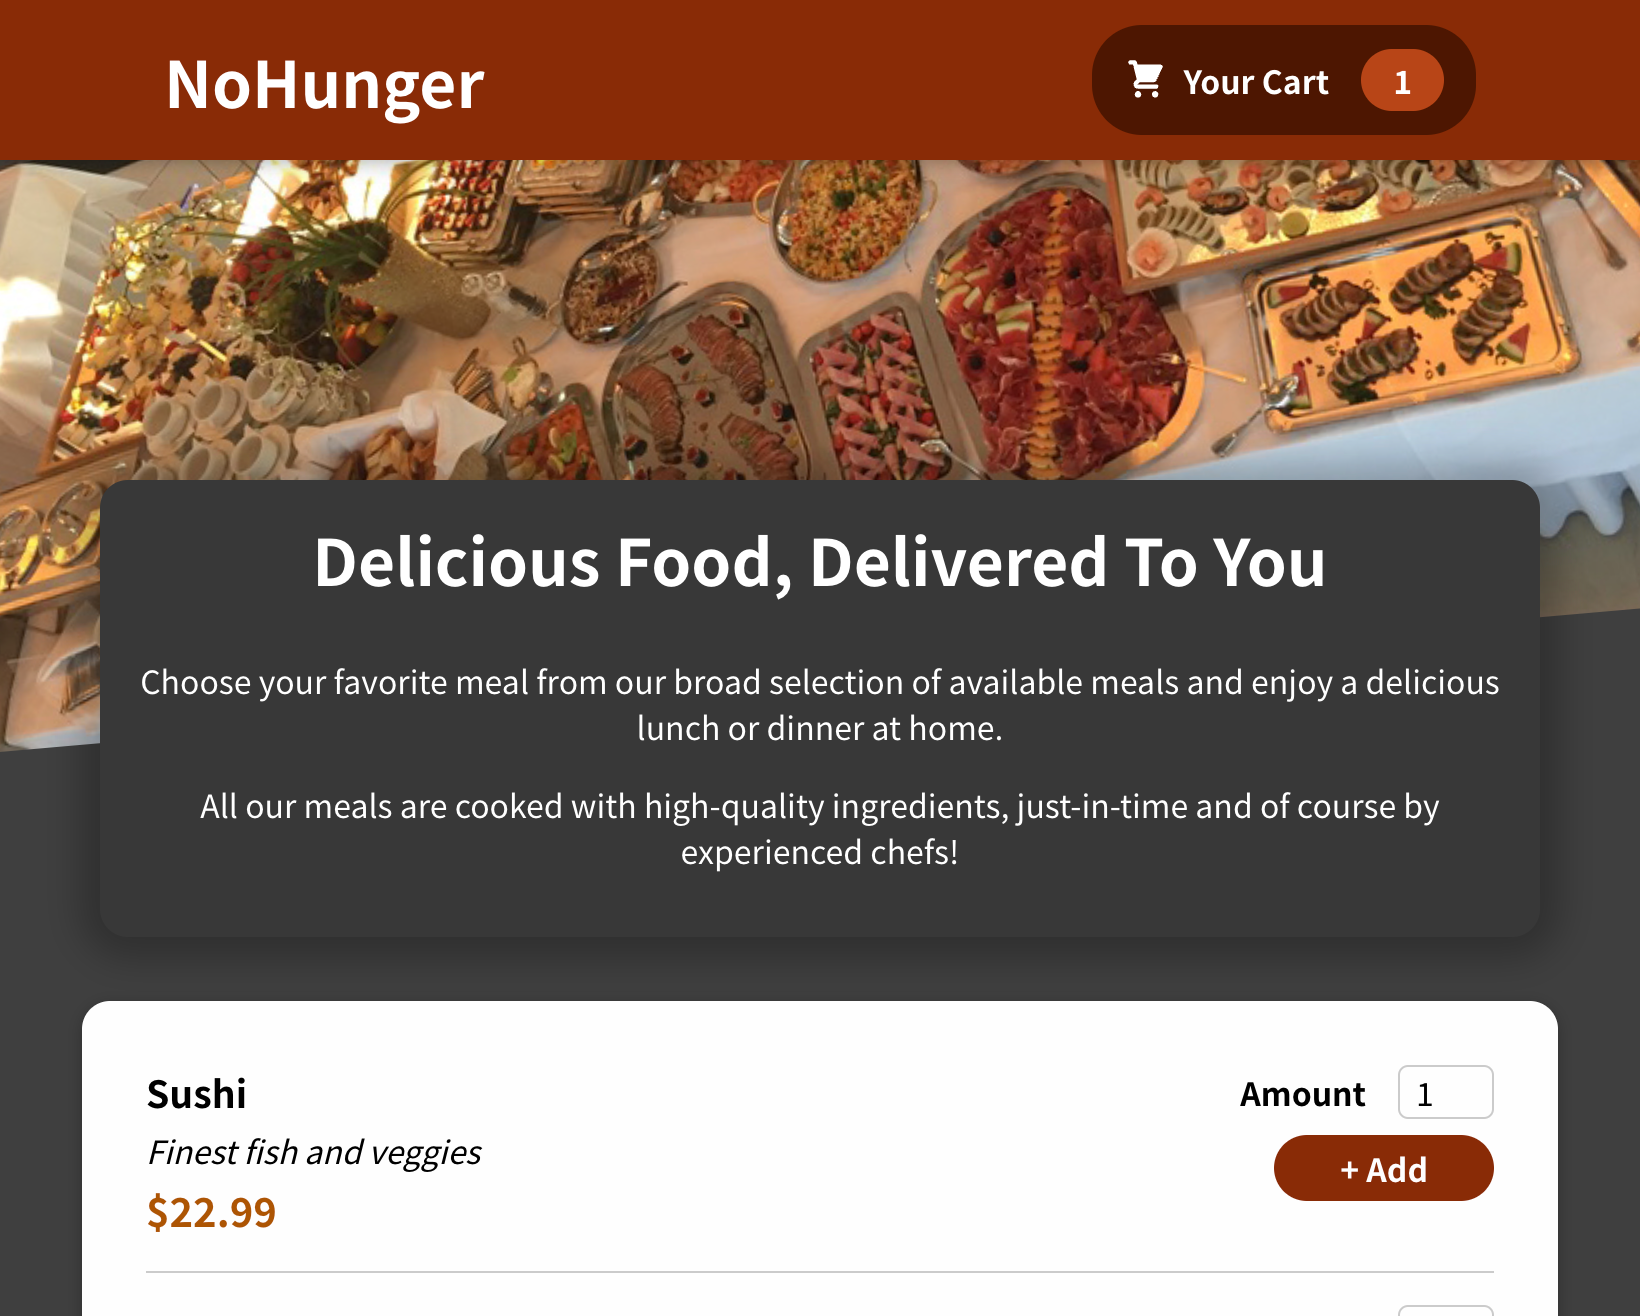 NoHunger
Your Cart 1
Delicious Food, Delivered To You
Choose your favorite meal from our broad selection of available meals and enjoy a delicious
lunch or dinner at home.
All our meals are cooked with high-quality ingredients, just-in-time and of course by
experienced chefs!
Sushi
Finest fish and veggies
$22.99
Amount 1
+ Add